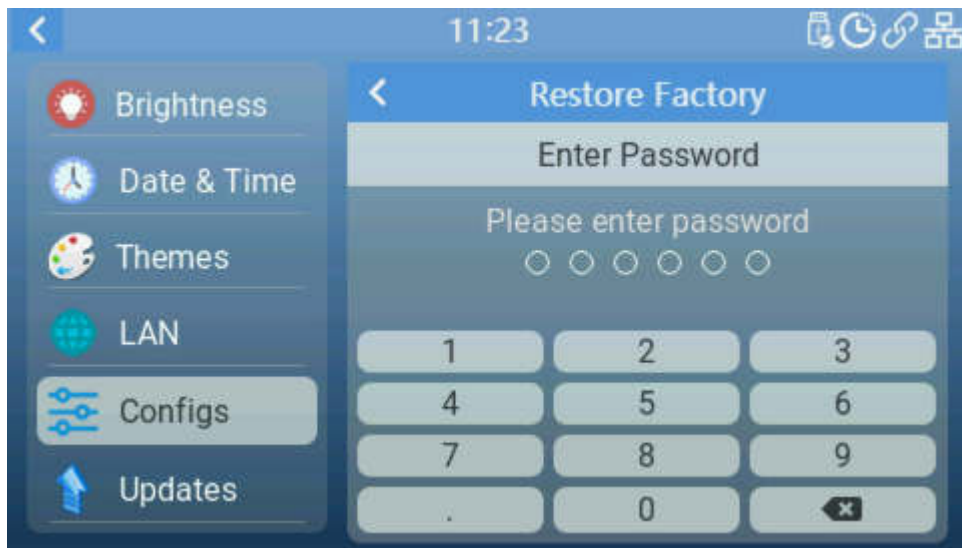 11:23
Brightness
Date & Time
Themes
LAN
Configs
Updates
Restore Factory
Enter Password
Please enter password
1 2 3
4 5 6
7 8 9
. 0